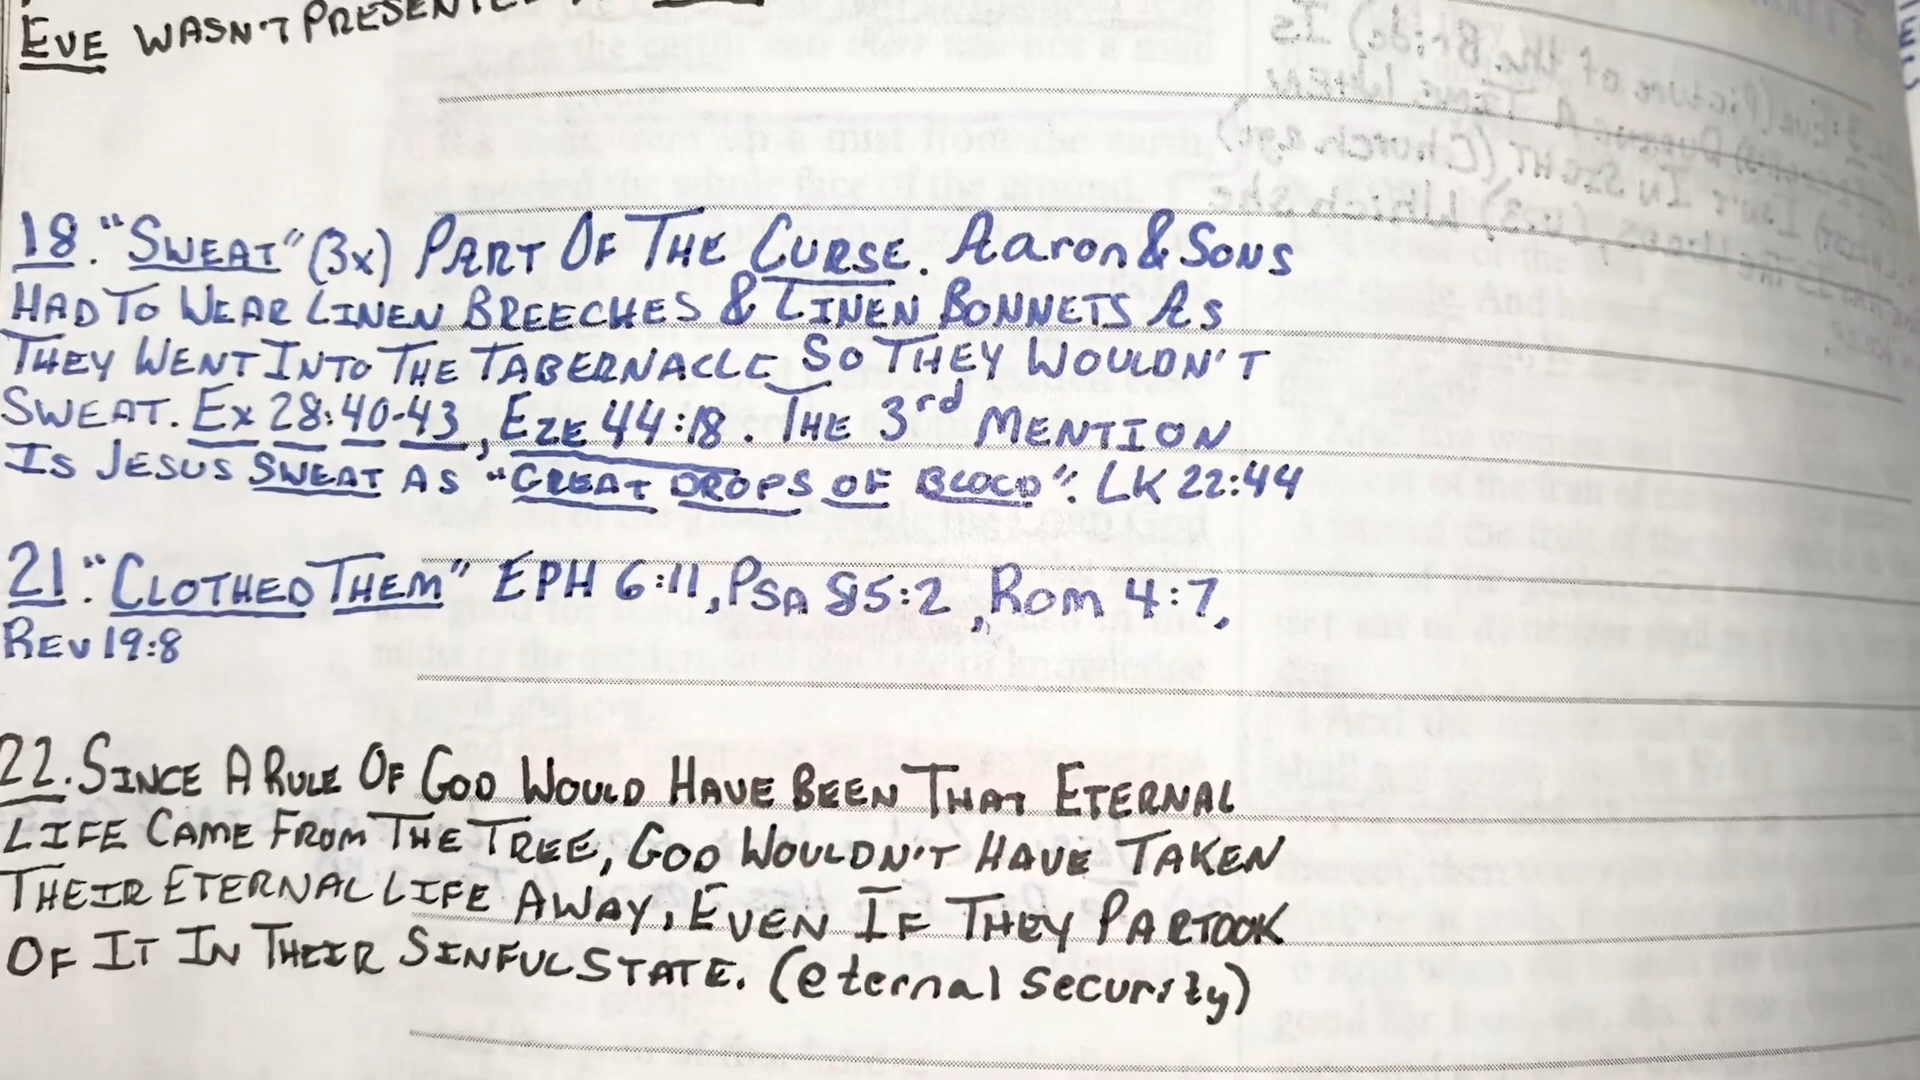 EVE WASN'T PRESENTED
18. "SWEAT" (3x) PART OF THE CURSE. Aaron & SONS
HAD TO WEAR LINEN BREECHES & LINEN BONNETS AS
THEY WENT INTO THE TABERNACLE SO THEY WOULDN'T
SWEAT. EX 28:40-43, EZE 44:18. THE 3rd MENTION
IS JESUS SWEAT AS "GREAT DROPS OF BLOOD". LK 22:44
21. "CLOTHED THEM" EPH 6:11, PSA 85:2, Rom 4:7,
REV 19:8
22. SINCE A RULE OF GOD WOULD HAVE BEEN THAT ETERNAL
LIFE CAME FROM THE TREE, GOD WOULDN'T HAVE TAKEN
THEIR ETERNAL LIFE AWAY, EVEN IF THEY PARTOOK
OF IT IN THEIR SINFUL STATE. (eternal security)